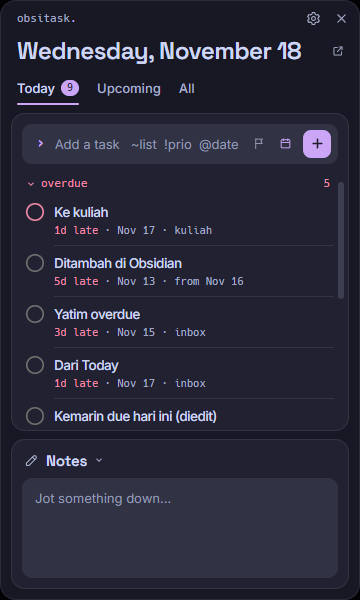 obsitask.
Wednesday, November 18
Today 9 Upcoming All
Add a task ~list !prio @date
overdue 5
Ke kuliah
1d late · Nov 17 · kuliah
Ditambah di Obsidian
5d late · Nov 13 · from Nov 16
Yatim overdue
3d late · Nov 15 · inbox
Dari Today
1d late · Nov 17 · inbox
Kemarin due hari ini (diedit)
Notes
Jot something down...